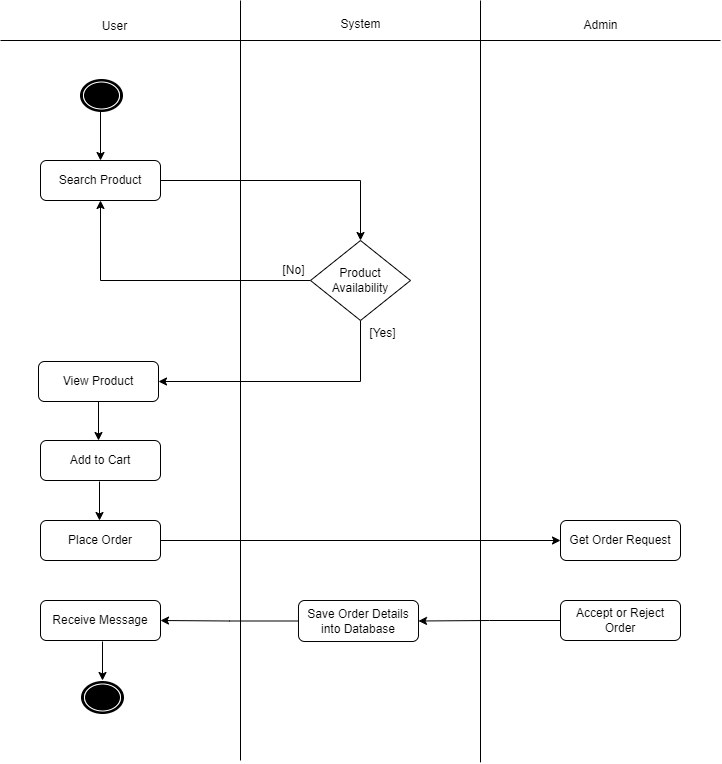 User
System
Admin
Search Product
[No]
Product
Availability
[Yes]
View Product
Add to Cart
Place Order
Get Order Request
Receive Message
Save Order Details
into Database
Accept or Reject
Order